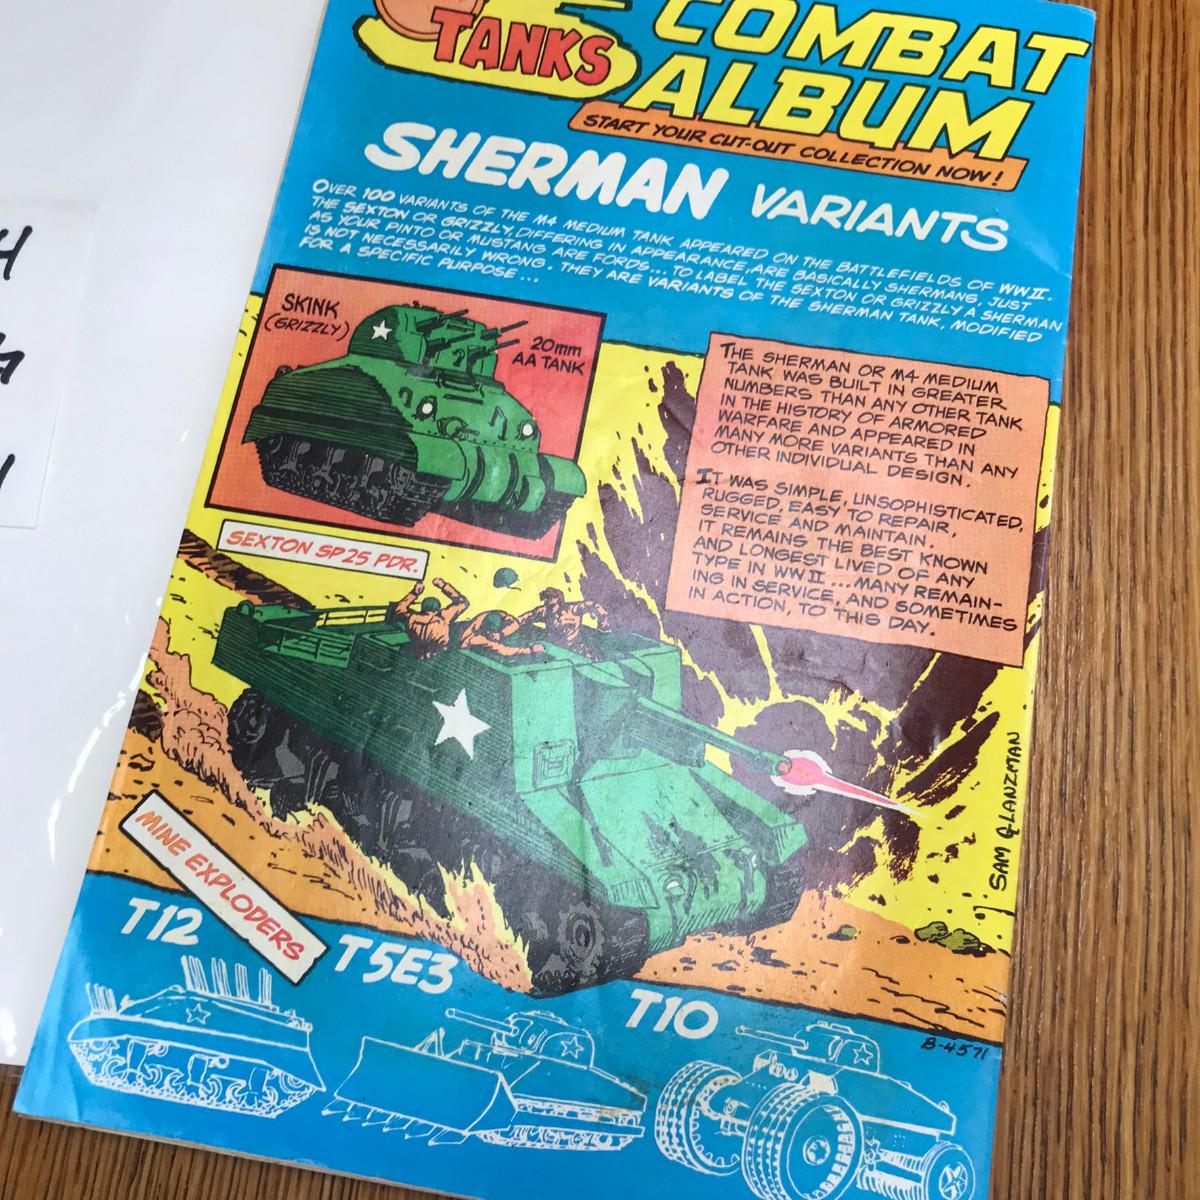 TANKS
COMBAT
ALBUM
START YOUR CUT-OUT COLLECTION NOW!
SHERMAN VARIANTS
OVER 100 VARIANTS OF THE M4 MEDIUM TANK APPEARED ON THE BATTLEFIELDS OF WWII.
THE SEXTON OR GRIZZLY, DIFFERING IN APPEARANCE, ARE BASICALLY SHERMANS, JUST
AS YOUR PINTO OR MUSTANG ARE FORDS... TO LABEL THE SEXTON OR GRIZZLY A SHERMAN
IS NOT NECESSARILY WRONG. THEY ARE VARIANTS OF THE SHERMAN TANK, MODIFIED
FOR A SPECIFIC PURPOSE...
SKINK
(GRIZZLY)
20mm
AA TANK
THE SHERMAN OR M4 MEDIUM
TANK WAS BUILT IN GREATER
NUMBERS THAN ANY OTHER TANK
IN THE HISTORY OF ARMORED
WARFARE AND APPEARED IN
MANY MORE VARIANTS THAN ANY
OTHER INDIVIDUAL DESIGN.
IT WAS SIMPLE, UNSOPHISTICATED,
RUGGED, EASY TO REPAIR,
SERVICE AND MAINTAIN.
IT REMAINS THE BEST KNOWN
AND LONGEST LIVED OF ANY
TYPE IN WWII... MANY REMAIN-
ING IN SERVICE, AND SOMETIMES
IN ACTION, TO THIS DAY.
SEXTON SP 25 PDR.
SAM GLANZMAN
MINE EXPLODERS
T12
T5E3
T10
B-4571